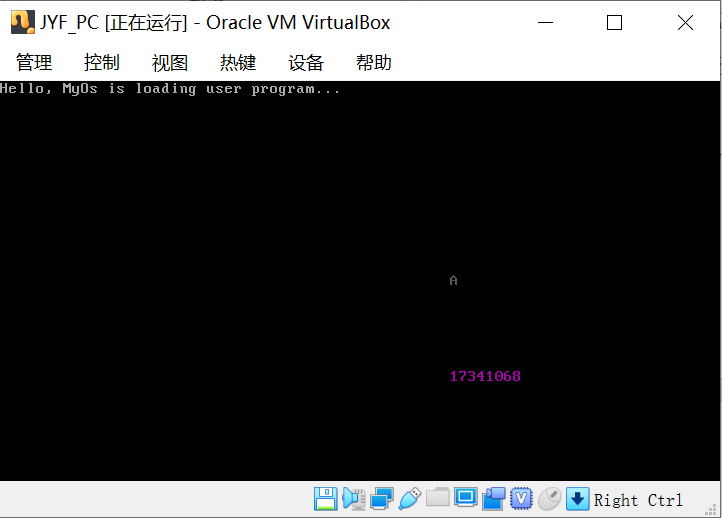 JYF_PC [正在运行] - Oracle VM VirtualBox
管理 控制 视图 热键 设备 帮助
Hello, MyOs is loading user program...
A
17341068
Right Ctrl